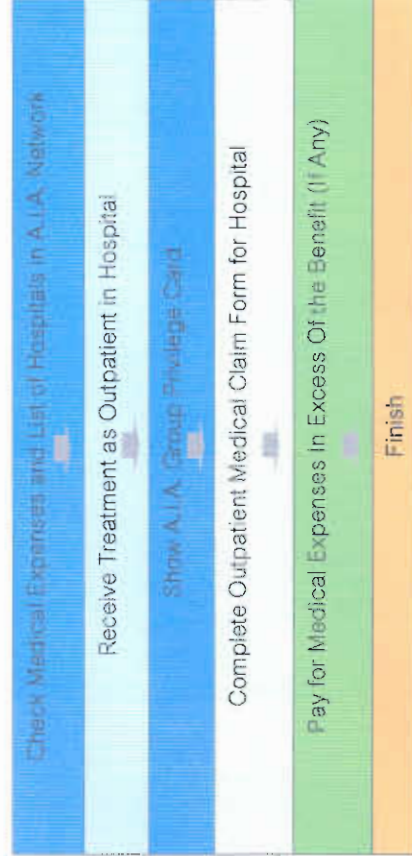 Check Medical Expenses and List of Hospitals in A.I.A. Network
Receive Treatment as Outpatient in Hospital
Show A.I.A. Group Privilege Card
Complete Outpatient Medical Claim Form for Hospital
Pay for Medical Expenses In Excess Of the Benefit (If Any)
Finish